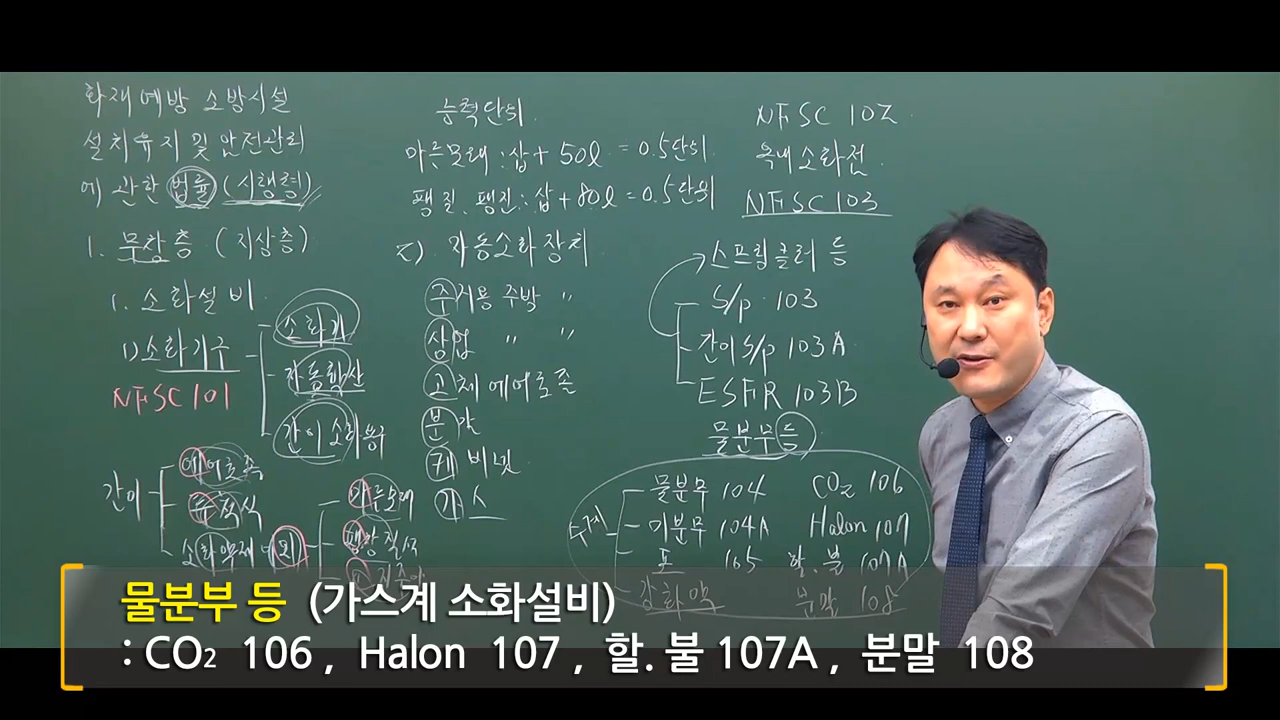 화재예방 소방시설
설치유지 및 안전관리
에 관한 법률 (시행령)
1. 무창층 (지상층)
1. 소화설비
1) 소화기구
NFSC 101
소화기
자동확산
간이소화용구
간이
에어로졸
투척식
소화약제 외
마른모래
팽창질석
능력단위
마른모래 : 삽 + 50ℓ = 0.5단위
팽질. 팽진 : 삽 + 80ℓ = 0.5단위
2) 자동소화장치
주거용 주방 〃
상업 〃 〃
고체에어로졸
분말
캐비넷
가스
NFSC 102
옥내소화전
NFSC 103
스프링클러 등
S/p 103
간이 S/p 103A
ESFR 103B
물분무 등
수계
물분무 104
미분무 104A
포 105
강화액
CO2 106
Halon 107
할.불 107A
분말 108
물분부 등 (가스계 소화설비)
: CO2 106 , Halon 107 , 할. 불 107A , 분말 108